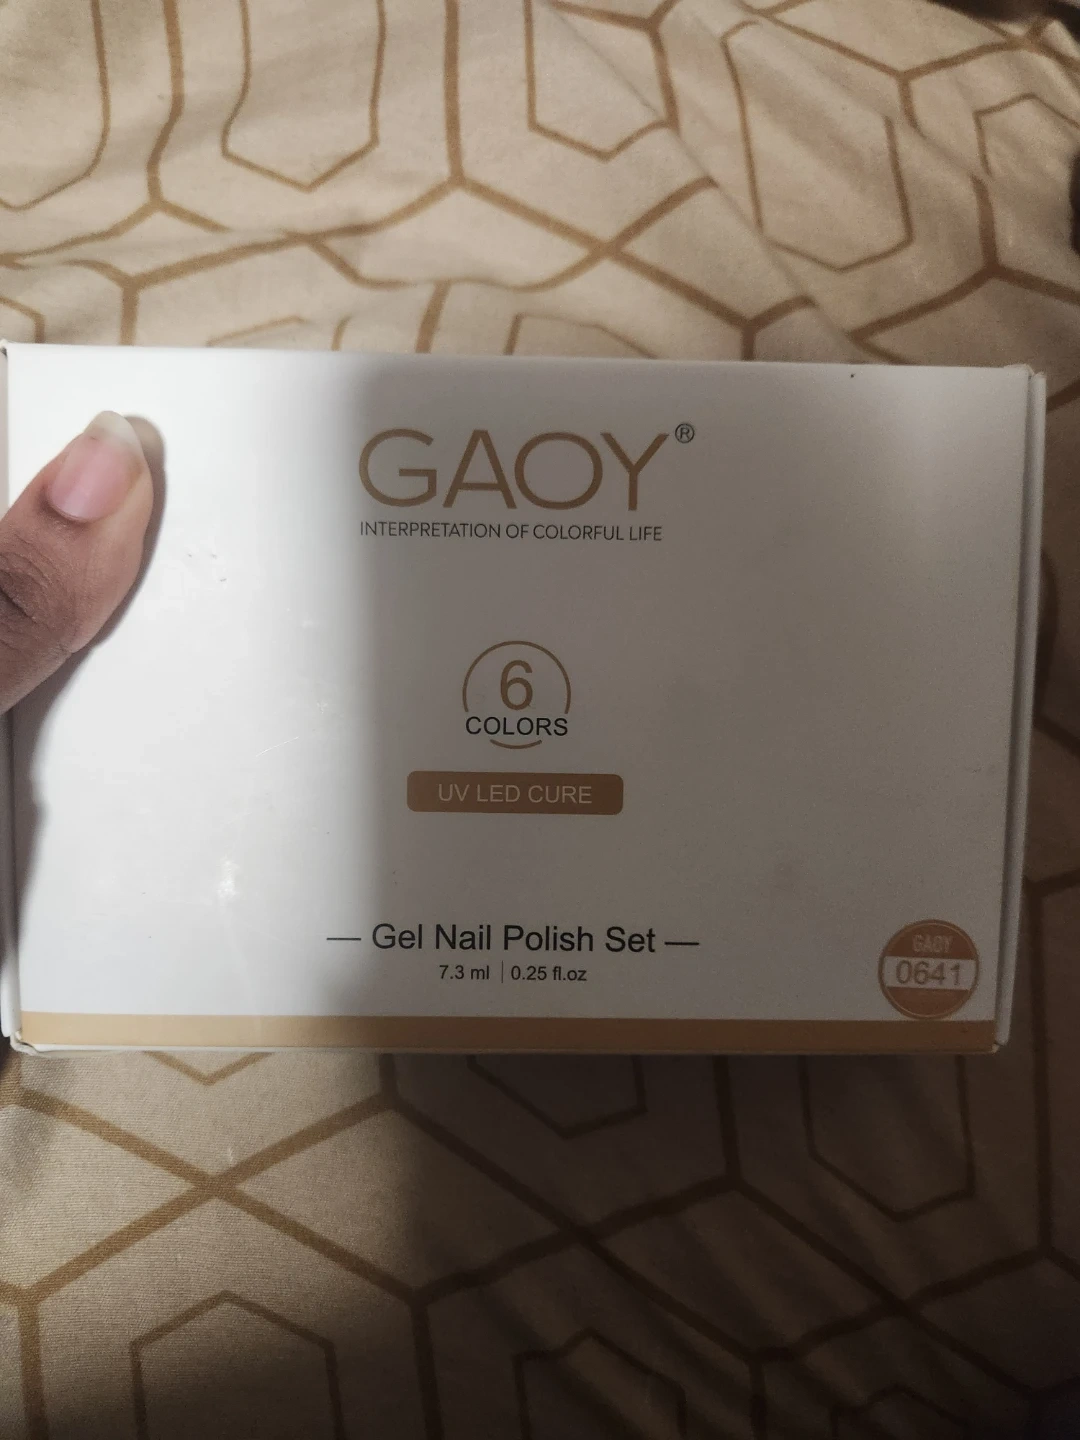 GAOY®
INTERPRETATION OF COLORFUL LIFE
6
COLORS
UV LED CURE
— Gel Nail Polish Set —
7.3 ml | 0.25 fl.oz
GAOY
0641